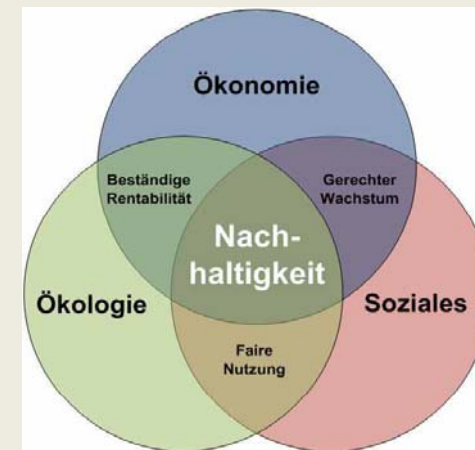 Ökonomie
Beständige
Rentabilität
Gerechter
Wachstum
Nach-
haltigkeit
Ökologie
Soziales
Faire
Nutzung